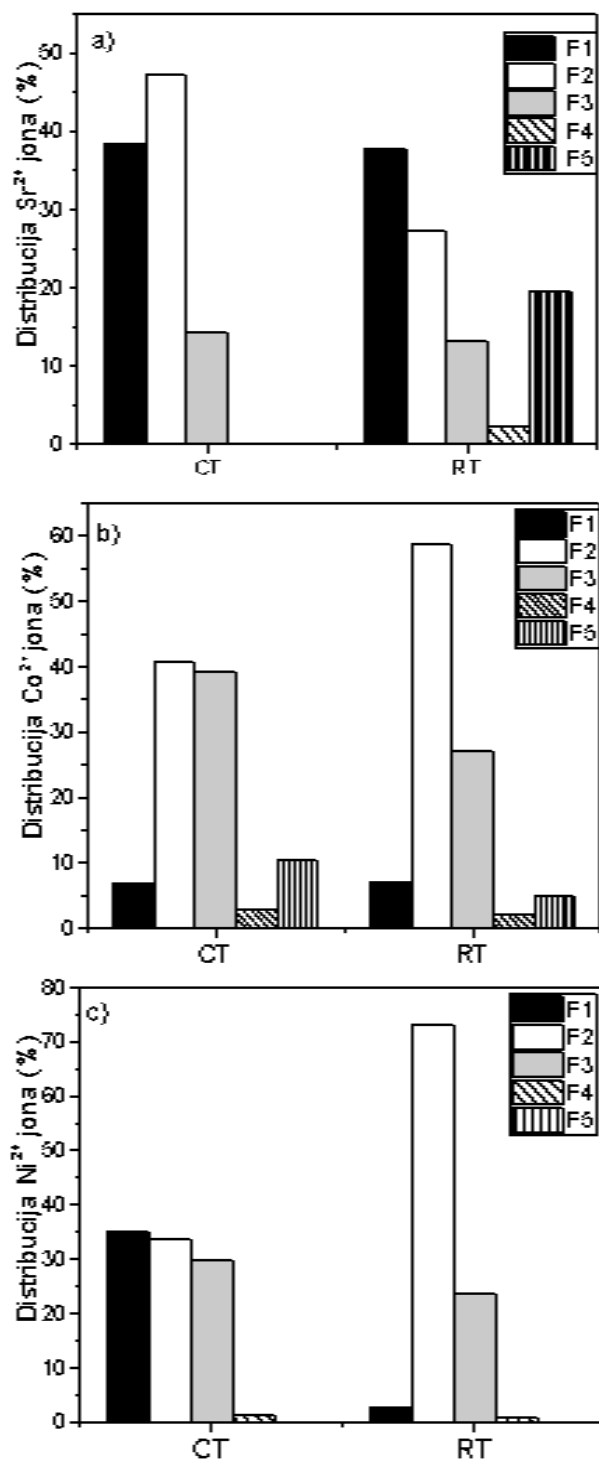 a)
F1
F2
F3
F4
F5
Distribucija Sr²⁺ jona (%)
50
40
30
20
10
0
CT RT
b)
F1
F2
F3
F4
F5
Distribucija Co²⁺ jona (%)
60
50
40
30
20
10
0
CT RT
c)
F1
F2
F3
F4
F5
Distribucija Ni²⁺ jona (%)
80
70
60
50
40
30
20
10
0
CT RT